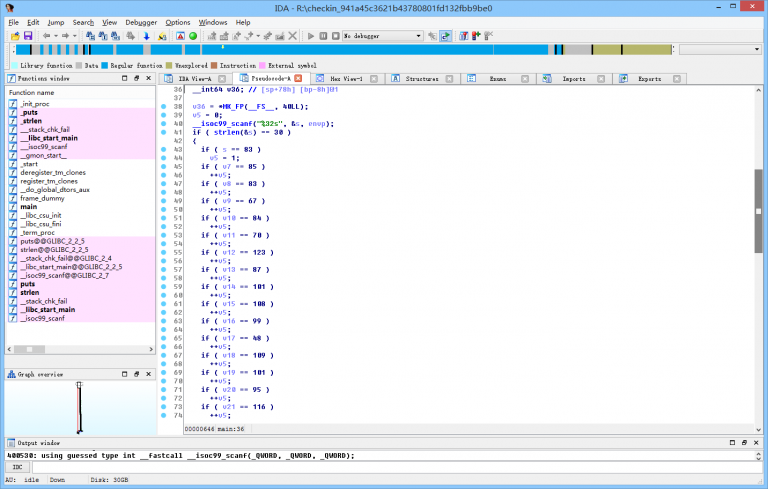 IDA - R:\checkin_941a45c3621b43780801fd132fbb9be0
File Edit Jump Search View Debugger Options Windows Help
No debugger
Library function Data Regular function Unexplored Instruction External symbol
Functions window
IDA View-A Pseudocode-A Hex View-1 Structures Enums Imports Exports
Function name
_init_proc
_puts
_strlen
__stack_chk_fail
__libc_start_main
__isoc99_scanf
__gmon_start__
_start
deregister_tm_clones
register_tm_clones
__do_global_dtors_aux
frame_dummy
main
__libc_csu_init
__libc_csu_fini
_term_proc
puts@@GLIBC_2_2_5
strlen@@GLIBC_2_2_5
__stack_chk_fail@@GLIBC_2_4
__libc_start_main@@GLIBC_2_2_5
__isoc99_scanf@@GLIBC_2_7
puts
strlen
__stack_chk_fail
__libc_start_main
__isoc99_scanf
Graph overview
36 __int64 v36; // [sp+78h] [bp-8h]@1
37
38 v36 = *MK_FP(__FS__, 40LL);
39 v5 = 0;
40 __isoc99_scanf("%32s", &s, envp);
41 if ( strlen(&s) == 30 )
42 {
43 if ( s == 83 )
44 v5 = 1;
45 if ( v7 == 85 )
46 ++v5;
47 if ( v8 == 83 )
48 ++v5;
49 if ( v9 == 67 )
50 ++v5;
51 if ( v10 == 84 )
52 ++v5;
53 if ( v11 == 70 )
54 ++v5;
55 if ( v12 == 123 )
56 ++v5;
57 if ( v13 == 87 )
58 ++v5;
59 if ( v14 == 101 )
60 ++v5;
61 if ( v15 == 108 )
62 ++v5;
63 if ( v16 == 99 )
64 ++v5;
65 if ( v17 == 48 )
66 ++v5;
67 if ( v18 == 109 )
68 ++v5;
69 if ( v19 == 101 )
70 ++v5;
71 if ( v20 == 95 )
72 ++v5;
73 if ( v21 == 116 )
74 ++v5;
00000646 main:36
Output window
400530: using guessed type int __fastcall __isoc99_scanf(_QWORD, _QWORD, _QWORD);
IDC
AU: idle Down Disk: 30GB